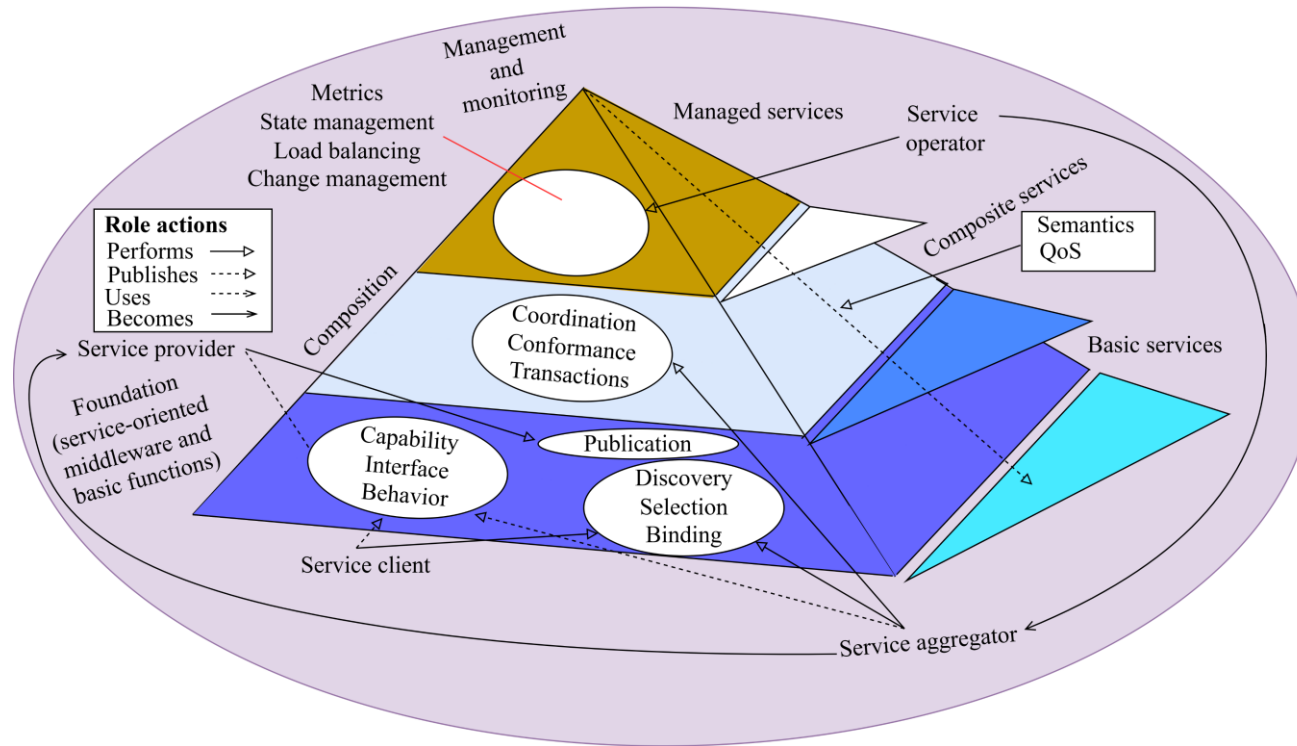 Management
and
monitoring
Metrics
State management
Load balancing
Change management
Managed services
Service
operator
Composite services
Semantics
QoS
Role actions
Performs
Publishes
Uses
Becomes
Composition
Coordination
Conformance
Transactions
Service provider
Basic services
Foundation
(service-oriented
middleware and
basic functions)
Capability
Interface
Behavior
Publication
Discovery
Selection
Binding
Service client
Service aggregator